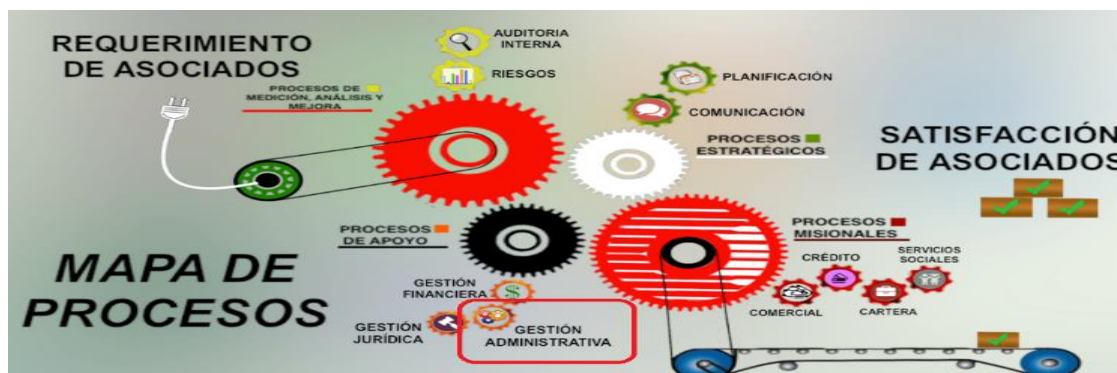 REQUERIMIENTO
DE ASOCIADOS
AUDITORIA
INTERNA
RIESGOS
PROCESOS DE
MEDICIÓN, ANÁLISIS Y
MEJORA
PLANIFICACIÓN
COMUNICACIÓN
PROCESOS
ESTRATÉGICOS
SATISFACCIÓN
DE ASOCIADOS
PROCESOS
DE APOYO
PROCESOS
MISIONALES
MAPA DE
PROCESOS
GESTIÓN
FINANCIERA
$
GESTIÓN
JURÍDICA
GESTIÓN
ADMINISTRATIVA
CRÉDITO
SERVICIOS
SOCIALES
COMERCIAL
CARTERA